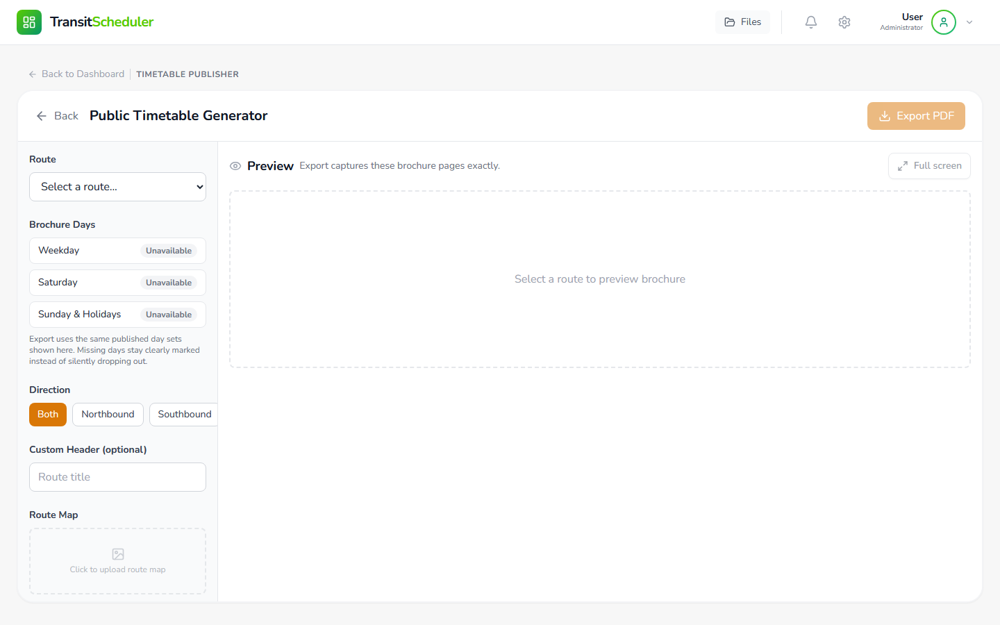 TransitScheduler
Files
User
Administrator
Back to Dashboard
TIMETABLE PUBLISHER
Back
Public Timetable Generator
Export PDF
Route
Select a route...
Brochure Days
Weekday
Unavailable
Saturday
Unavailable
Sunday & Holidays
Unavailable
Export uses the same published day sets
shown here. Missing days stay clearly marked
instead of silently dropping out.
Direction
Both
Northbound
Southbound
Custom Header (optional)
Route title
Route Map
Click to upload route map
Preview
Export captures these brochure pages exactly.
Full screen
Select a route to preview brochure